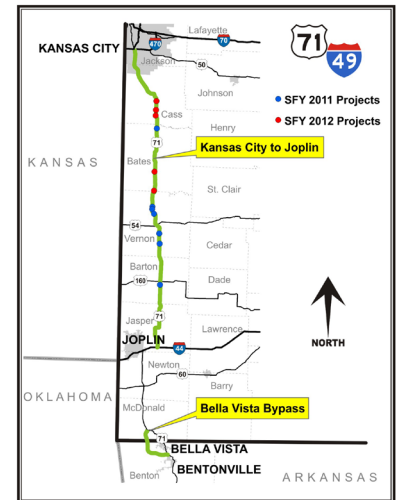 Lafayette
KANSAS CITY
470
70
Jackson
50
71
49
Johnson
SFY 2011 Projects
SFY 2012 Projects
Cass
Henry
71
Kansas City to Joplin
KANSAS
Bates
St. Clair
54
Vernon
Cedar
Barton
160
Dade
Jasper
71
Lawrence
JOPLIN
44
NORTH
Newton
60
Barry
OKLAHOMA
McDonald
Bella Vista Bypass
71
BELLA VISTA
BENTONVILLE
Benton
ARKANSAS